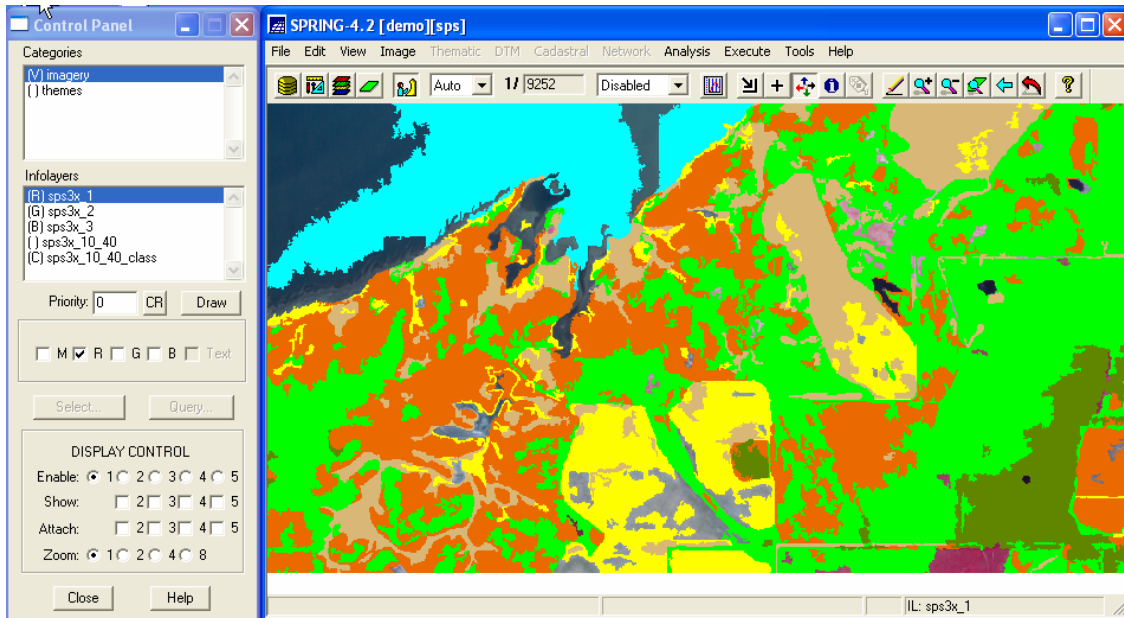 Control Panel
Categories
(V) imagery
( ) themes
Infolayers
(R) sps3x_1
(G) sps3x_2
(B) sps3x_3
( ) sps3x_10_40
(C) sps3x_10_40_class
Priority: 0 CR Draw
M R G B Text
Select... Query...
DISPLAY CONTROL
Enable: 1 2 3 4 5
Show: 2 3 4 5
Attach: 2 3 4 5
Zoom: 1 2 4 8
Close Help
SPRING-4.2 [demo][sps]
File Edit View Image Thematic DTM Cadastral Network Analysis Execute Tools Help
Auto 1/ 9252 Disabled
IL: sps3x_1